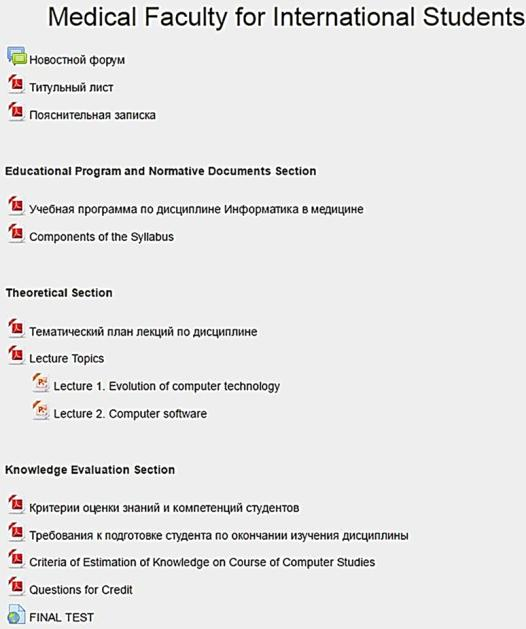 Medical Faculty for International Students
Новостной форум
Титульный лист
Пояснительная записка
Educational Program and Normative Documents Section
Учебная программа по дисциплине Информатика в медицине
Components of the Syllabus
Theoretical Section
Тематический план лекций по дисциплине
Lecture Topics
Lecture 1. Evolution of computer technology
Lecture 2. Computer software
Knowledge Evaluation Section
Критерии оценки знаний и компетенций студентов
Требования к подготовке студента по окончании изучения дисциплины
Criteria of Estimation of Knowledge on Course of Computer Studies
Questions for Credit
FINAL TEST